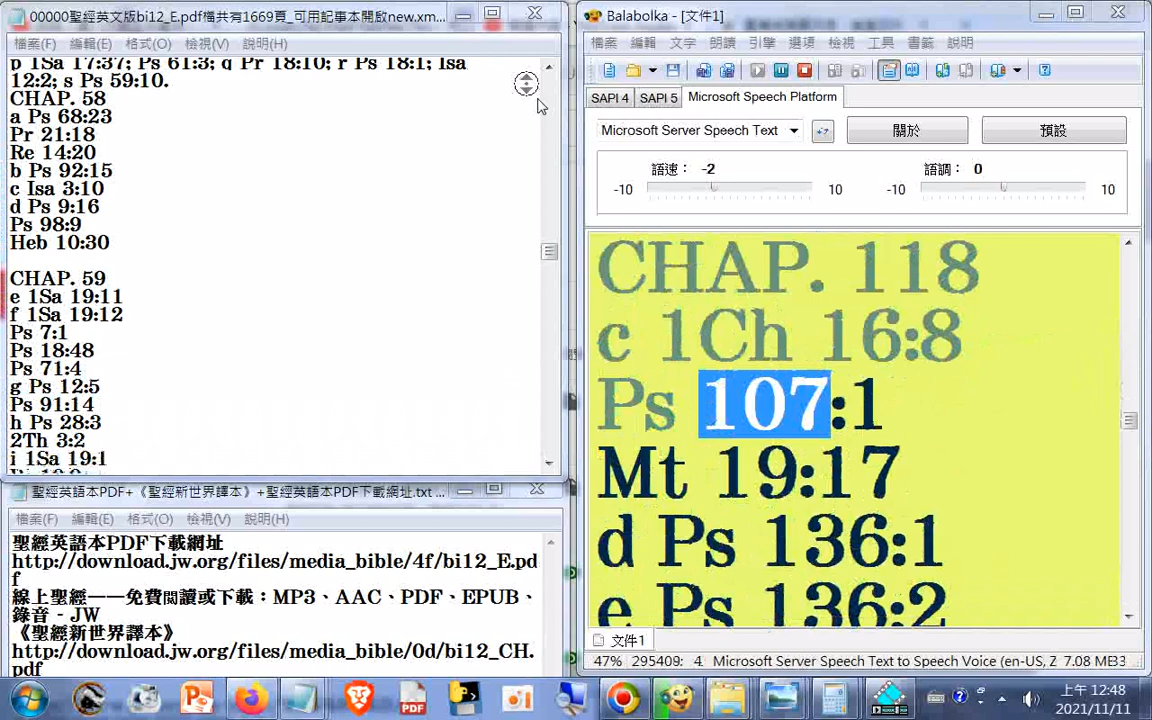 00000聖經英文版bi12_E.pdf檔共有1669頁_可用記事本開啟new.xm...
檔案(F) 編輯(E) 格式(O) 檢視(V) 說明(H)
p 1Sa 17:37; Ps 61:3; q Pr 18:10; r Ps 18:1; Isa
12:2; s Ps 59:10.
CHAP. 58
a Ps 68:23
Pr 21:18
Re 14:20
b Ps 92:15
c Isa 3:10
d Ps 9:16
Ps 98:9
Heb 10:30
CHAP. 59
e 1Sa 19:11
f 1Sa 19:12
Ps 7:1
Ps 18:48
Ps 71:4
g Ps 12:5
Ps 91:14
h Ps 28:3
2Th 3:2
i 1Sa 19:1
聖經英語本PDF+《聖經新世界譯本》+聖經英語本PDF下載網址.txt ...
檔案(F) 編輯(E) 格式(O) 檢視(V) 說明(H)
聖經英語本PDF下載網址
http://download.jw.org/files/media_bible/4f/bi12_E.pd
f
線上聖經——免費閱讀或下載：MP3、AAC、PDF、EPUB、
錄音 - JW
《聖經新世界譯本》
http://download.jw.org/files/media_bible/0d/bi12_CH.
pdf
Balabolka - [文件1]
檔案 編輯 文字 朗讀 引擎 選項 檢視 工具 書籤 說明
SAPI 4 SAPI 5 Microsoft Speech Platform
Microsoft Server Speech Text 關於 預設
語速： -2 語調： 0
-10 10 -10 10
CHAP. 118
c 1Ch 16:8
Ps 107:1
Mt 19:17
d Ps 136:1
e Ps 136:2
文件1
47% 295409: 4 Microsoft Server Speech Text to Speech Voice (en-US, Z 7.08 MB
PDF
上午 12:48
2021/11/11